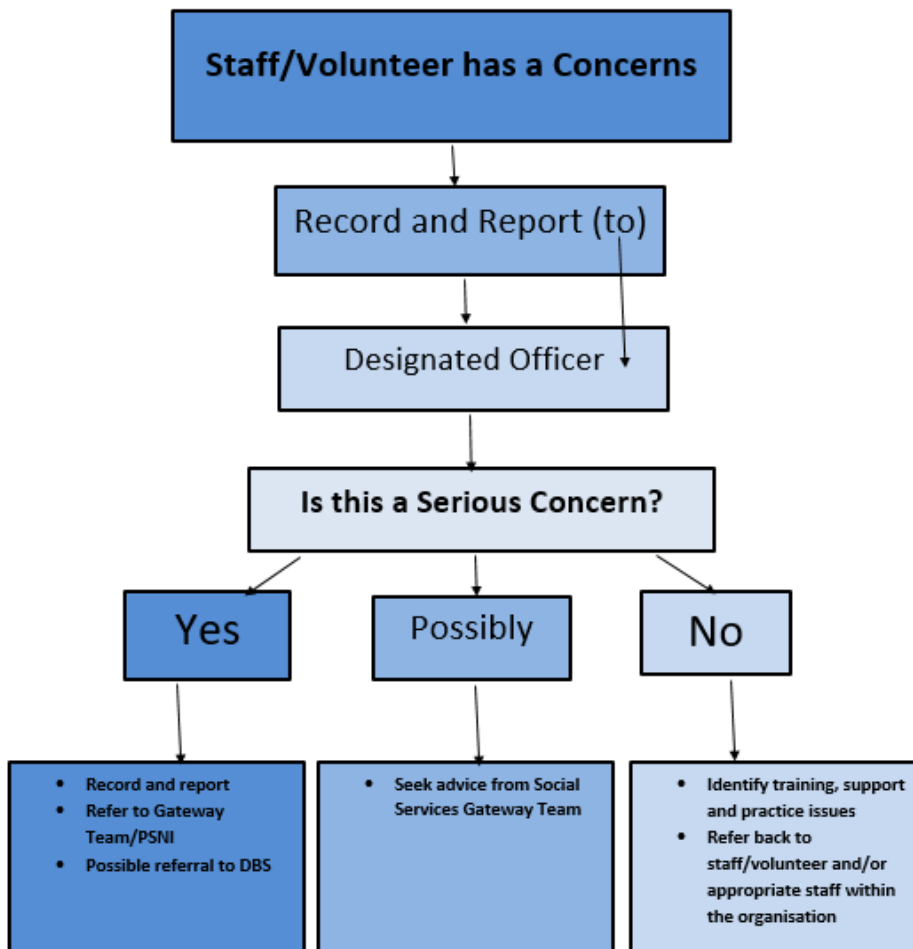 Staff/Volunteer has a Concerns
Record and Report (to)
Designated Officer
Is this a Serious Concern?
Yes
Possibly
No
• Record and report
• Refer to Gateway
Team/PSNI
• Possible referral to DBS
• Seek advice from Social
Services Gateway Team
• Identify training, support
and practice issues
• Refer back to
staff/volunteer and/or
appropriate staff within
the organisation